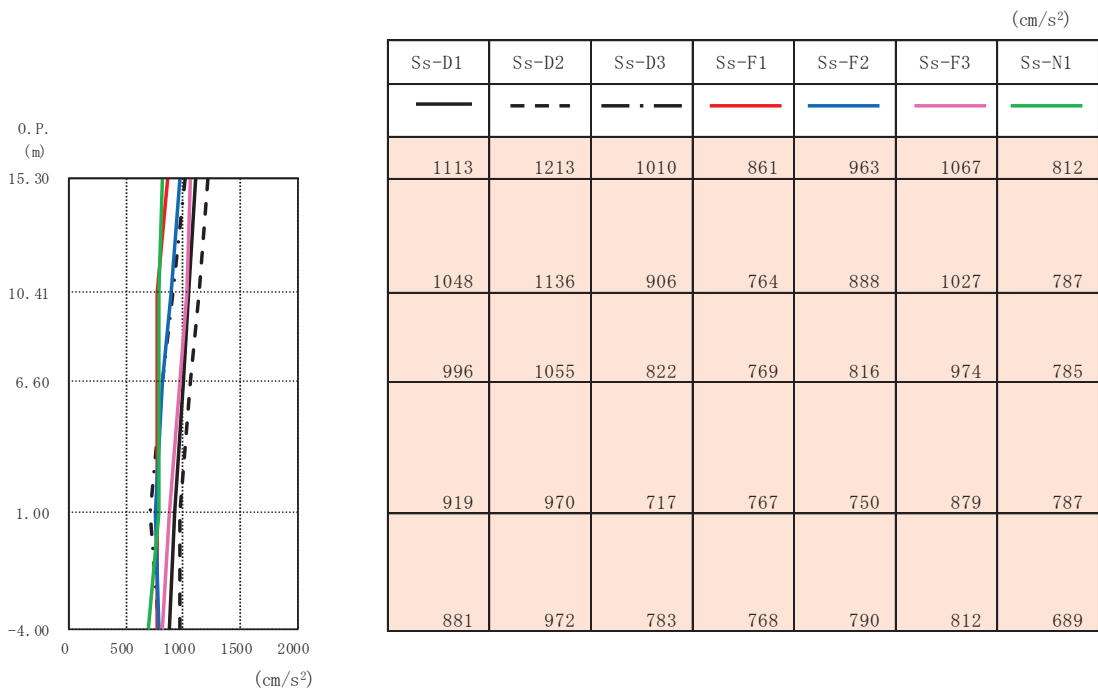 (cm/s²)
Ss-D1 Ss-D2 Ss-D3 Ss-F1 Ss-F2 Ss-F3 Ss-N1
O.P.
(m)
1113 1213 1010 861 963 1067 812
15.30
1048 1136 906 764 888 1027 787
10.41
996 1055 822 769 816 974 785
6.60
919 970 717 767 750 879 787
1.00
881 972 783 768 790 812 689
-4.00
0 500 1000 1500 2000
(cm/s²)